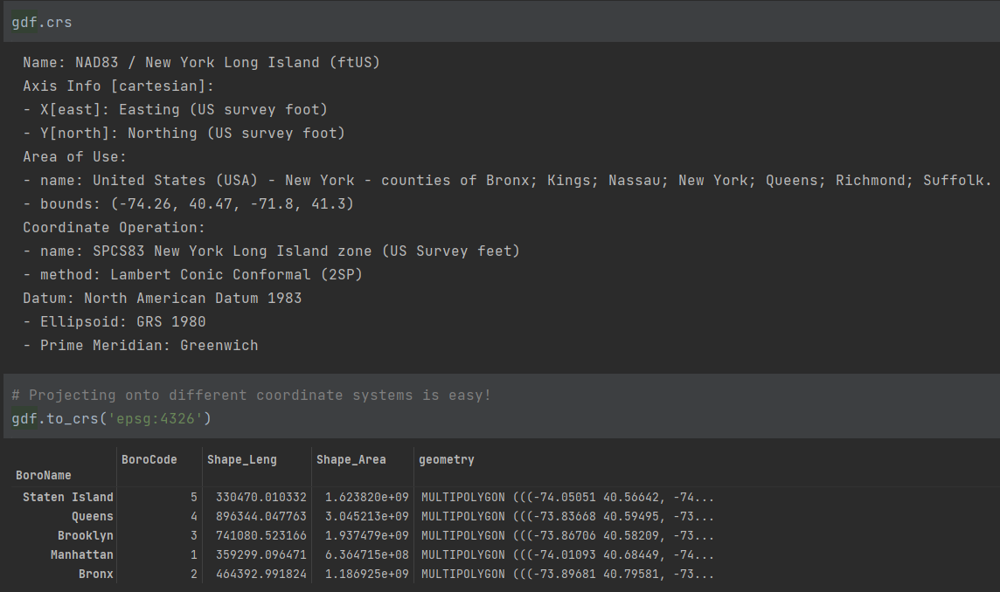 gdf.crs
Name: NAD83 / New York Long Island (ftUS)
Axis Info [cartesian]:
- X[east]: Easting (US survey foot)
- Y[north]: Northing (US survey foot)
Area of Use:
- name: United States (USA) - New York - counties of Bronx; Kings; Nassau; New York; Queens; Richmond; Suffolk.
- bounds: (-74.26, 40.47, -71.8, 41.3)
Coordinate Operation:
- name: SPCS83 New York Long Island zone (US Survey feet)
- method: Lambert Conic Conformal (2SP)
Datum: North American Datum 1983
- Ellipsoid: GRS 1980
- Prime Meridian: Greenwich
# Projecting onto different coordinate systems is easy!
gdf.to_crs('epsg:4326')
BoroCode Shape_Leng Shape_Area geometry
BoroName
Staten Island 5 330470.010332 1.623820e+09 MULTIPOLYGON (((-74.05051 40.56642, -74...
Queens 4 896344.047763 3.045213e+09 MULTIPOLYGON (((-73.83668 40.59495, -73...
Brooklyn 3 741080.523166 1.937479e+09 MULTIPOLYGON (((-73.86706 40.58209, -73...
Manhattan 1 359299.096471 6.364715e+08 MULTIPOLYGON (((-74.01093 40.68449, -74...
Bronx 2 464392.991824 1.186925e+09 MULTIPOLYGON (((-73.89681 40.79581, -73...